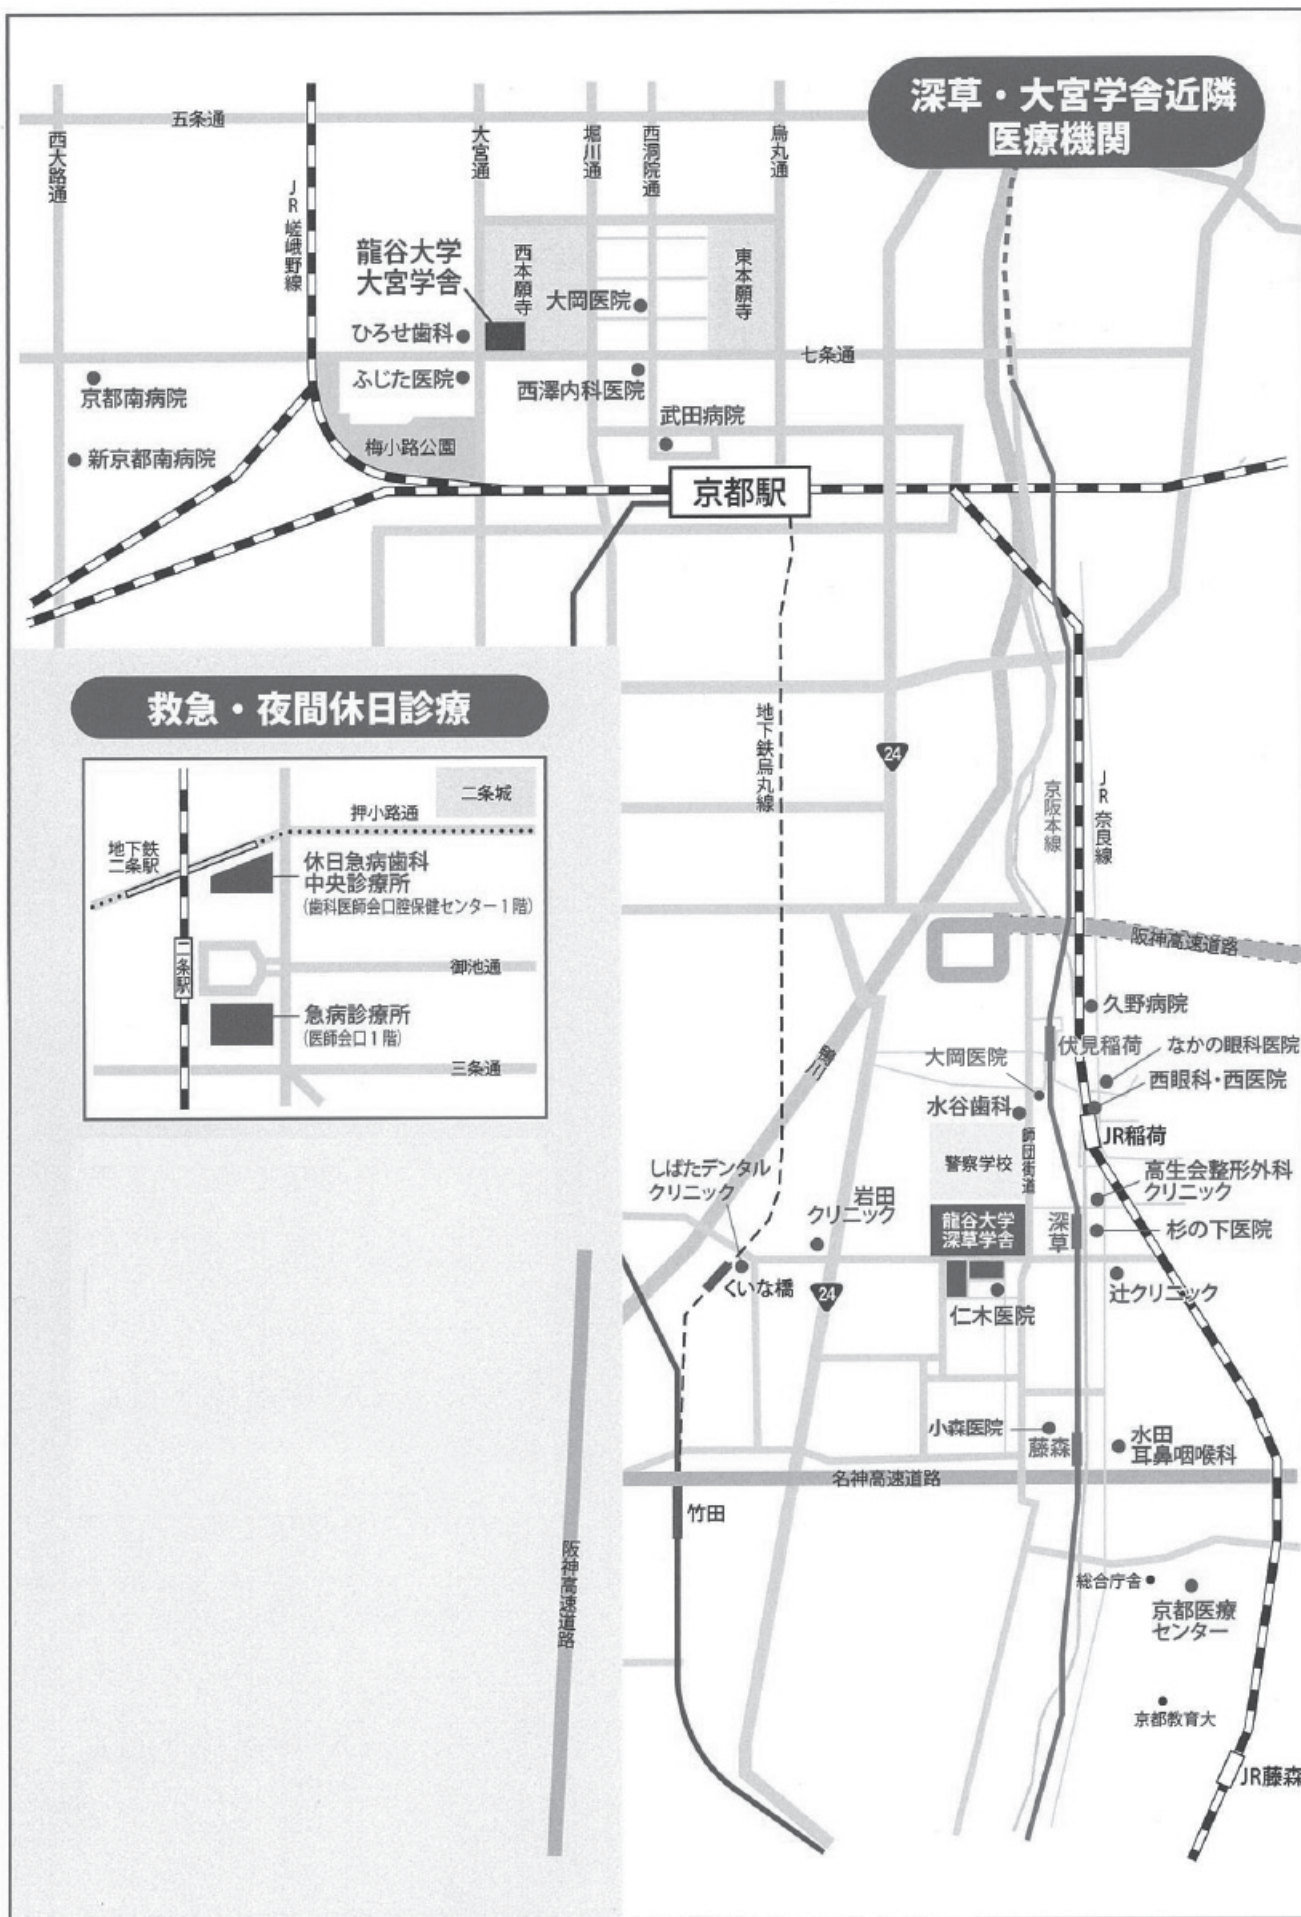 深草・大宮学舎近隣
医療機関
五条通
西大路通
JR嵯峨野線
大宮通
堀川通
西洞院通
烏丸通
龍谷大学
大宮学舎
西本願寺
大岡医院
東本願寺
ひろせ歯科
七条通
ふじた医院
西澤内科医院
京都南病院
武田病院
梅小路公園
新京都南病院
京都駅
救急・夜間休日診療
二条城
押小路通
地下鉄
二条駅
休日急病歯科
中央診療所
(歯科医師会口腔保健センター1階)
二条駅
御池通
急病診療所
(医師会口1階)
三条通
地下鉄烏丸線
24
京阪本線
JR奈良線
阪神高速道路
久野病院
鴨川
大岡医院
伏見稲荷
なかの眼科医院
西眼科・西医院
水谷歯科
師団街道
JR稲荷
警察学校
しばたデンタル
クリニック
岩田
クリニック
高生会整形外科
クリニック
龍谷大学
深草学舎
深草
杉の下医院
くいな橋
24
仁木医院
辻クリニック
小森医院
藤森
水田
耳鼻咽喉科
名神高速道路
竹田
阪神高速道路
総合庁舎
京都医療
センター
京都教育大
JR藤森